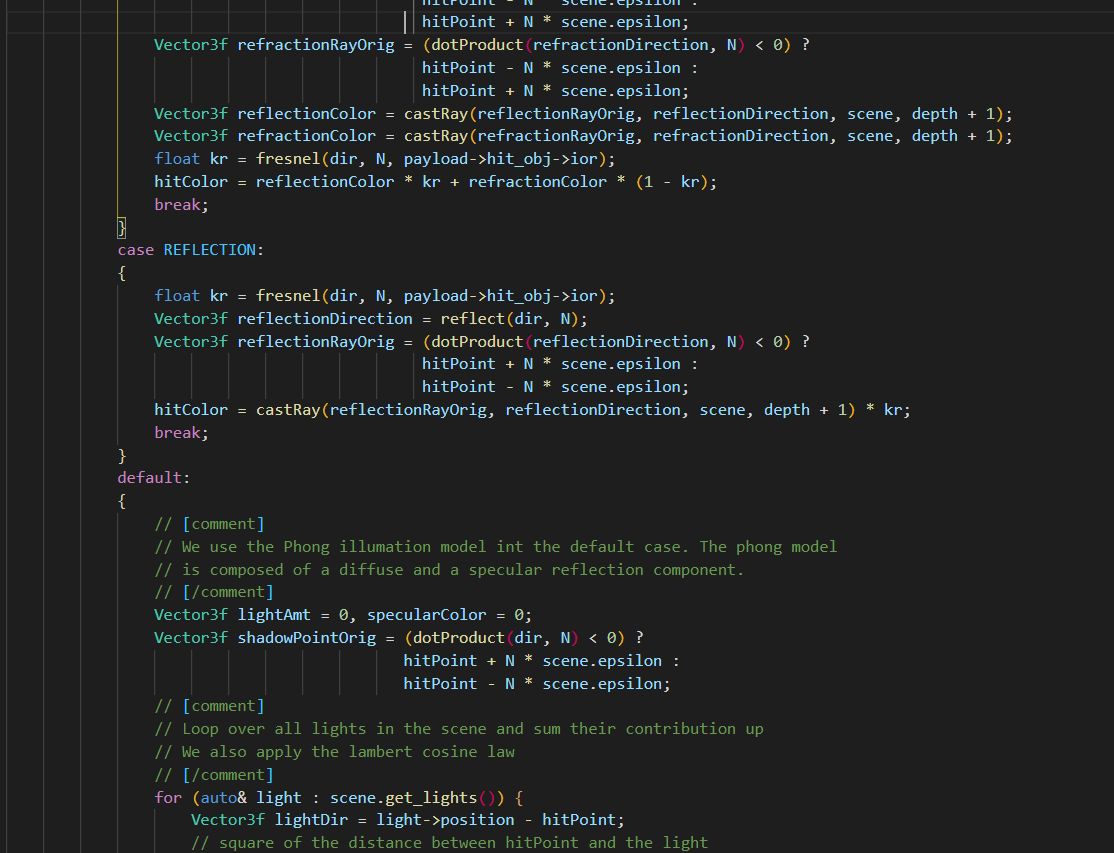 hitPoint - N * scene.epsilon :
hitPoint + N * scene.epsilon;
Vector3f refractionRayOrig = (dotProduct(refractionDirection, N) < 0) ?
hitPoint - N * scene.epsilon :
hitPoint + N * scene.epsilon;
Vector3f reflectionColor = castRay(reflectionRayOrig, reflectionDirection, scene, depth + 1);
Vector3f refractionColor = castRay(refractionRayOrig, refractionDirection, scene, depth + 1);
float kr = fresnel(dir, N, payload->hit_obj->ior);
hitColor = reflectionColor * kr + refractionColor * (1 - kr);
break;
}
case REFLECTION:
{
float kr = fresnel(dir, N, payload->hit_obj->ior);
Vector3f reflectionDirection = reflect(dir, N);
Vector3f reflectionRayOrig = (dotProduct(reflectionDirection, N) < 0) ?
hitPoint + N * scene.epsilon :
hitPoint - N * scene.epsilon;
hitColor = castRay(reflectionRayOrig, reflectionDirection, scene, depth + 1) * kr;
break;
}
default:
{
// [comment]
// We use the Phong illumation model int the default case. The phong model
// is composed of a diffuse and a specular reflection component.
// [/comment]
Vector3f lightAmt = 0, specularColor = 0;
Vector3f shadowPointOrig = (dotProduct(dir, N) < 0) ?
hitPoint + N * scene.epsilon :
hitPoint - N * scene.epsilon;
// [comment]
// Loop over all lights in the scene and sum their contribution up
// We also apply the lambert cosine law
// [/comment]
for (auto& light : scene.get_lights()) {
Vector3f lightDir = light->position - hitPoint;
// square of the distance between hitPoint and the light